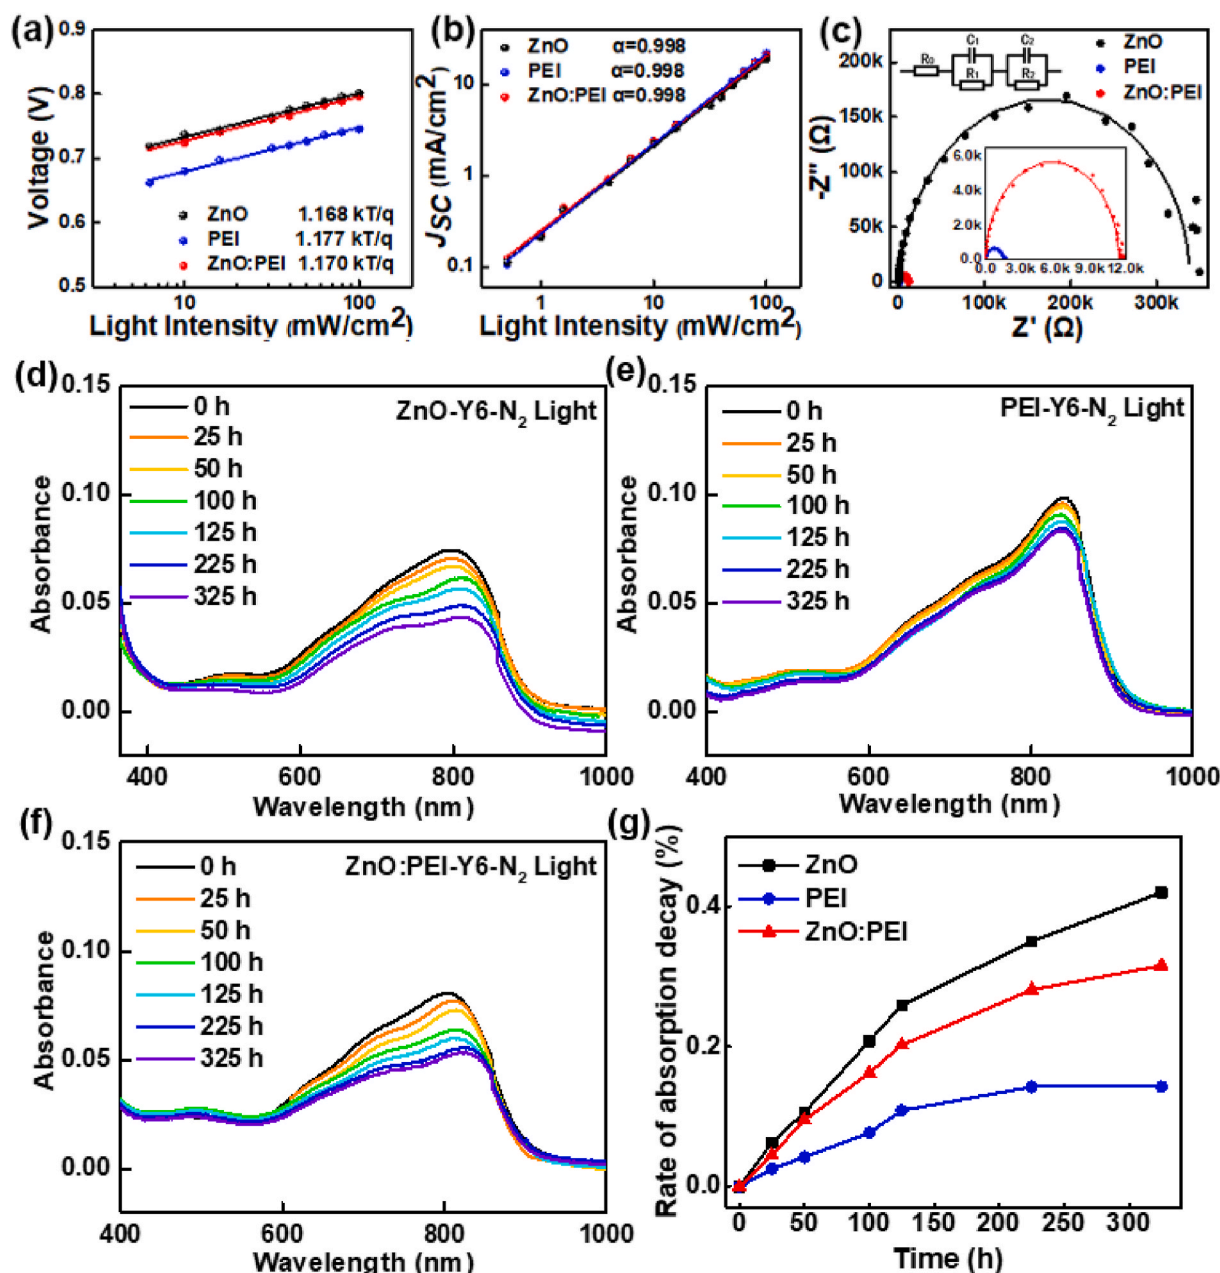 (a)
0.9
0.8
0.7
0.6
0.5
Voltage (V)
ZnO 1.168 kT/q
PEI 1.177 kT/q
ZnO:PEI 1.170 kT/q
10 100
Light Intensity (mW/cm²)
(b)
ZnO α=0.998
PEI α=0.998
ZnO:PEI α=0.998
10
1
0.1
J_SC (mA/cm²)
1 10 100
Light Intensity (mW/cm²)
(c)
ZnO
PEI
ZnO:PEI
R₀ C₁ R₁ C₂ R₂
200k
150k
100k
50k
0
-Z'' (Ω)
6.0k
4.0k
2.0k
0.0
0.0 3.0k 6.0k 9.0k 12.0k
100k 200k 300k
Z' (Ω)
(d)
0.15
0.10
0.05
0.00
Absorbance
0 h
25 h
50 h
100 h
125 h
225 h
325 h
ZnO-Y6-N₂ Light
400 600 800 1000
Wavelength (nm)
(e)
0.15
0.10
0.05
0.00
Absorbance
0 h
25 h
50 h
100 h
125 h
225 h
325 h
PEI-Y6-N₂ Light
400 600 800 1000
Wavelength (nm)
(f)
0.15
0.10
0.05
0.00
Absorbance
0 h
25 h
50 h
100 h
125 h
225 h
325 h
ZnO:PEI-Y6-N₂ Light
400 600 800 1000
Wavelength (nm)
(g)
ZnO
PEI
ZnO:PEI
0.4
0.2
0.0
Rate of absorption decay (%)
0 50 100 150 200 250 300
Time (h)